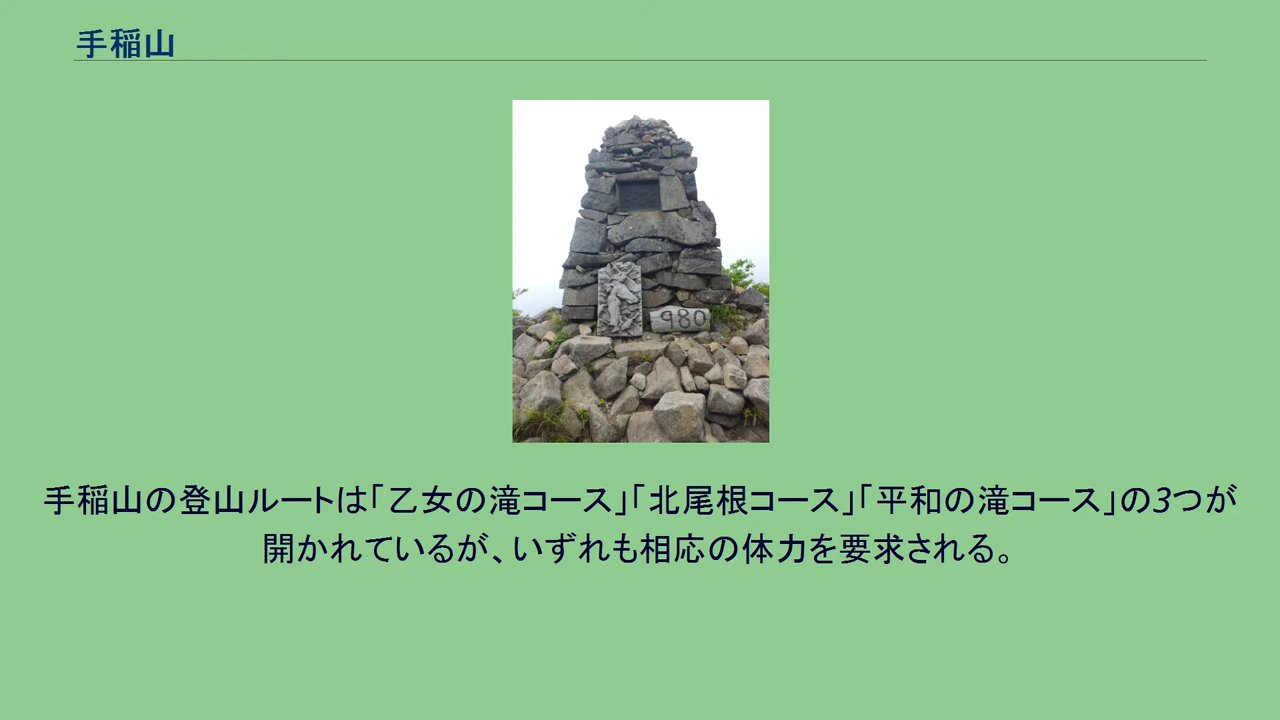 手稲山
980
手稲山の登山ルートは「乙女の滝コース」「北尾根コース」「平和の滝コース」の3つが
開かれているが、いずれも相応の体力を要求される。